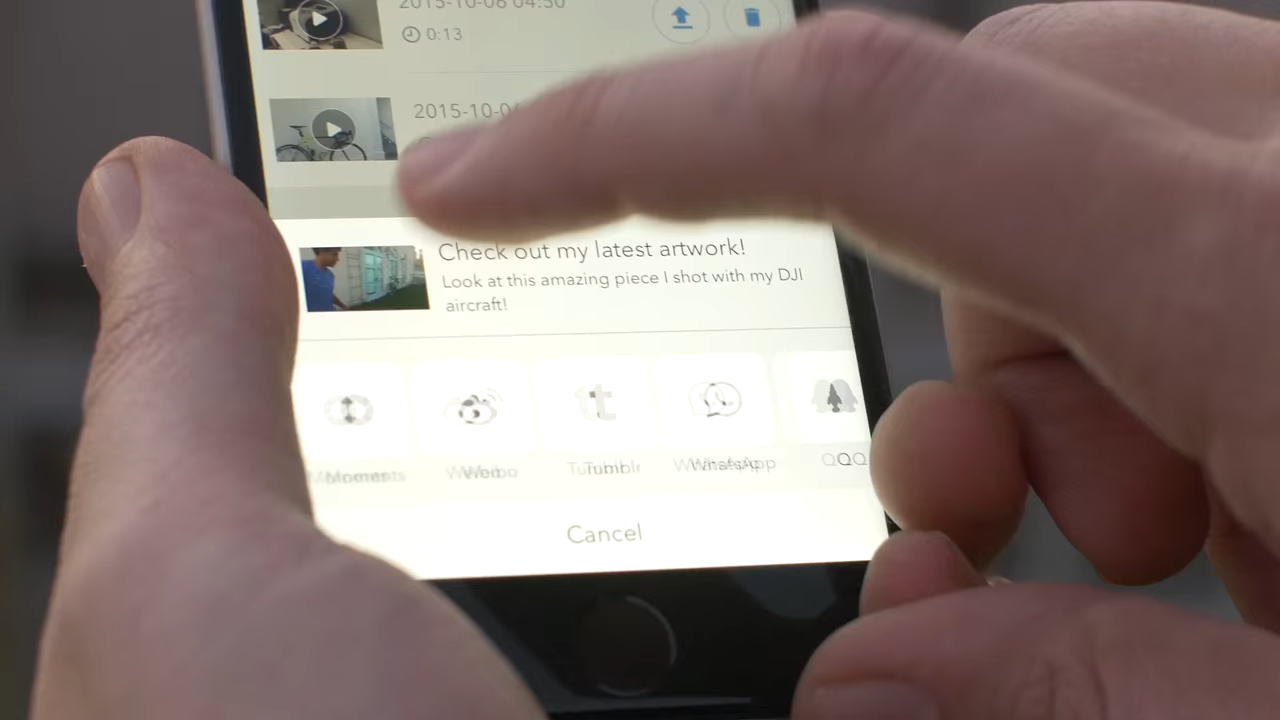 2015-10-06 04:50
0:13
2015-10-0
Check out my latest artwork!
Look at this amazing piece I shot with my DJI
aircraft!
Moments
Weibo
Tumblr
WhatsApp
QQ
Cancel